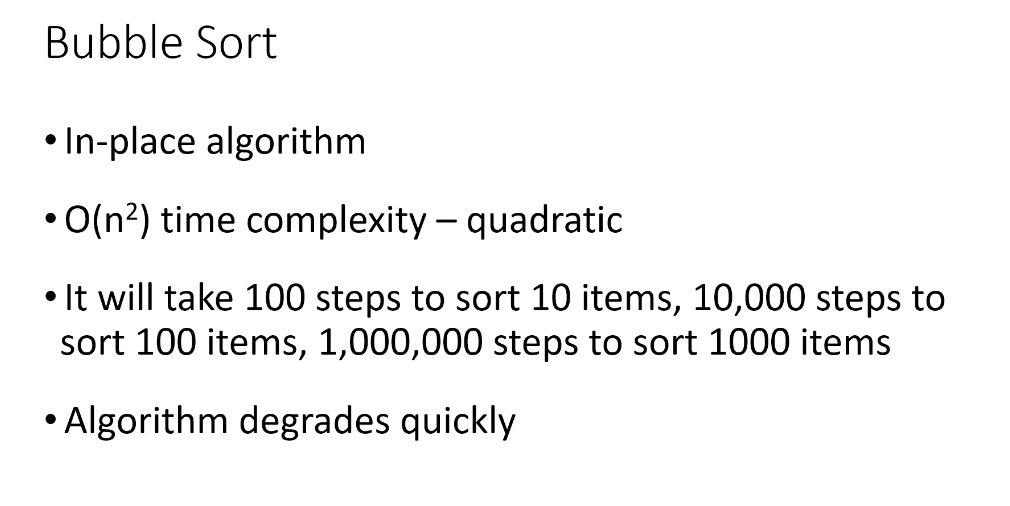 Bubble Sort
• In-place algorithm
• O(n²) time complexity – quadratic
• It will take 100 steps to sort 10 items, 10,000 steps to
sort 100 items, 1,000,000 steps to sort 1000 items
• Algorithm degrades quickly